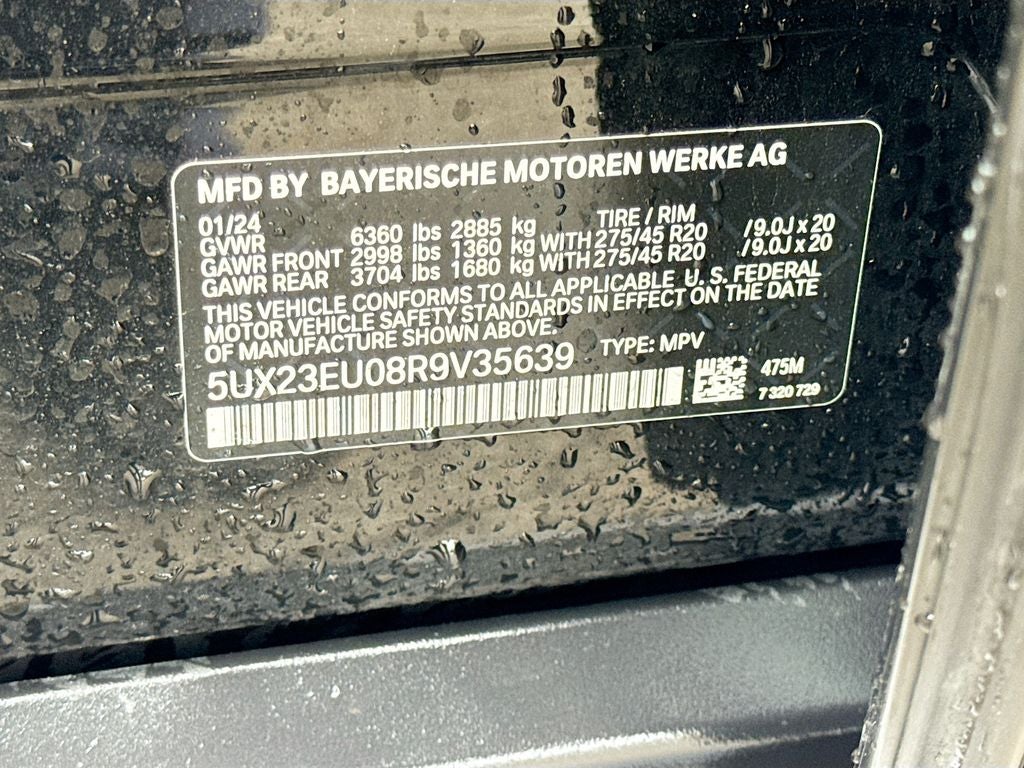 MFD BY BAYERISCHE MOTOREN WERKE AG
01/24 TIRE / RIM
GVWR 6360 lbs 2885 kg
GAWR FRONT 2998 lbs 1360 kg WITH 275/45 R20 /9.0J x 20
GAWR REAR 3704 lbs 1680 kg WITH 275/45 R20 /9.0J x 20
THIS VEHICLE CONFORMS TO ALL APPLICABLE U. S. FEDERAL
MOTOR VEHICLE SAFETY STANDARDS IN EFFECT ON THE DATE
OF MANUFACTURE SHOWN ABOVE.
5UX23EU08R9V35639 TYPE: MPV
475M
7 320 729